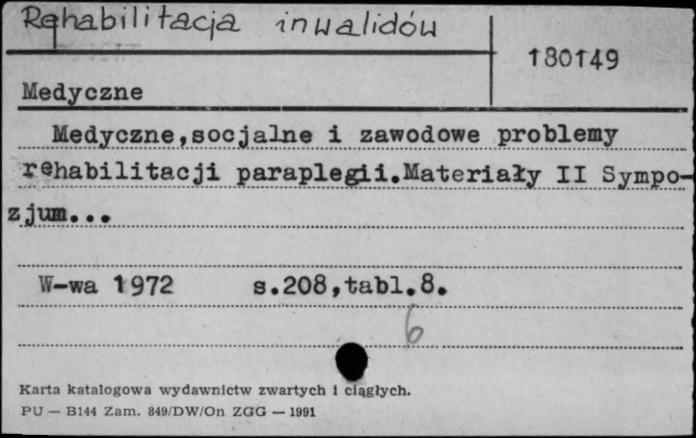 Rehabilitacja inwalidów
180149
Medyczne
Medyczne,socjalne i zawodowe problemy
rehabilitacji paraplegii.Materiały II Sympo-
zjum...
W-wa 1972 s.208,tabl.8.
6
Karta katalogowa wydawnictw zwartych i ciągłych.
PU — B144 Zam. 849/DW/On ZGG — 1991